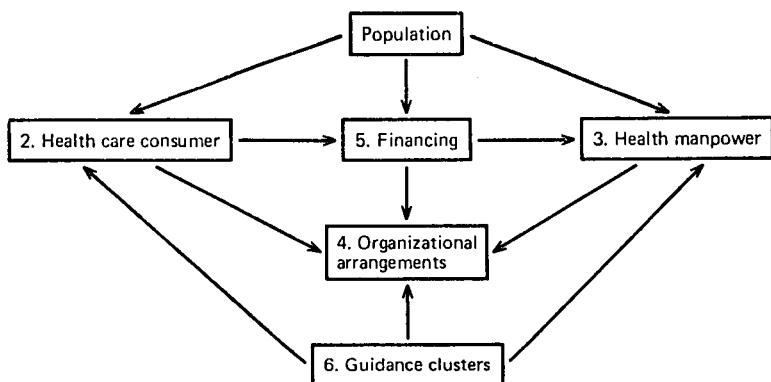 Population
2. Health care consumer
5. Financing
3. Health manpower
4. Organizational
arrangements
6. Guidance clusters